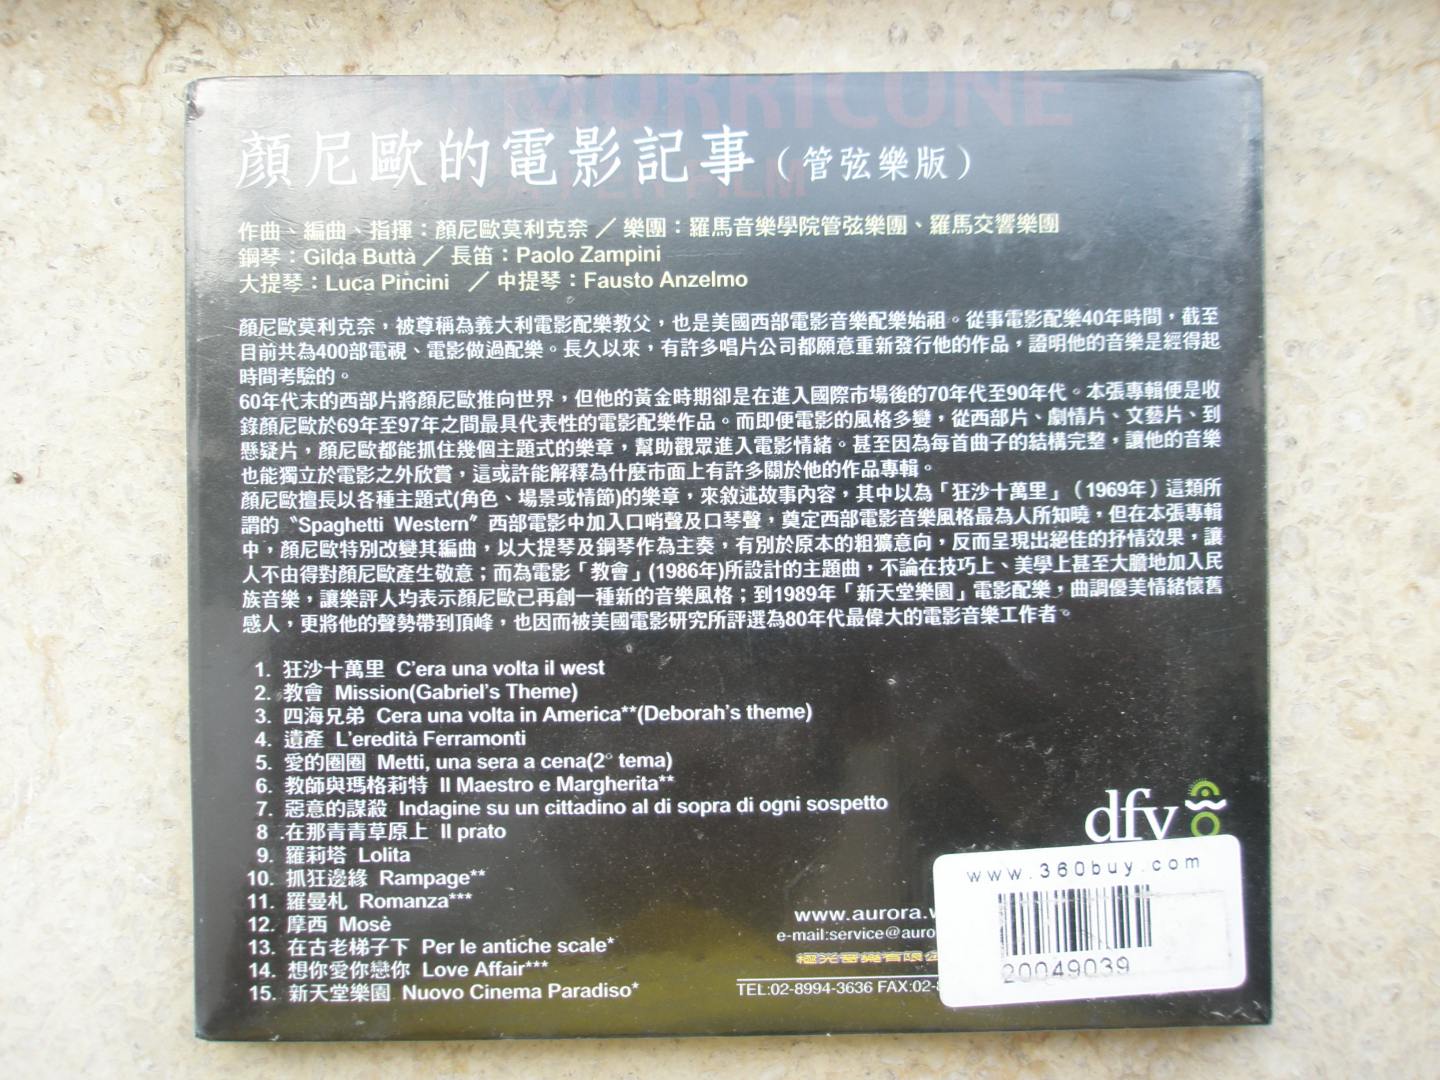 MORRICONE
顏尼歐的電影記事（管弦樂版）
作曲、編曲、指揮：顏尼歐莫利克奈／樂團：羅馬音樂學院管弦樂團、羅馬交響樂團
鋼琴：Gilda Buttà／長笛：Paolo Zampini
大提琴：Luca Pincini ／中提琴：Fausto Anzelmo
顏尼歐莫利克奈，被尊稱為義大利電影配樂教父，也是美國西部電影音樂配樂始祖。從事電影配樂40年時間，截至
目前共為400部電視、電影做過配樂。長久以來，有許多唱片公司都願意重新發行他的作品，證明他的音樂是經得起
時間考驗的。
60年代末的西部片將顏尼歐推向世界，但他的黃金時期卻是在進入國際市場後的70年代至90年代。本張專輯便是收
錄顏尼歐於69年至97年之間最具代表性的電影配樂作品。而即便電影的風格多變，從西部片、劇情片、文藝片、到
懸疑片，顏尼歐都能抓住幾個主題式的樂章，幫助觀眾進入電影情緒。甚至因為每首曲子的結構完整，讓他的音樂
也能獨立於電影之外欣賞，這或許能解釋為什麼市面上有許多關於他的作品專輯。
顏尼歐擅長以各種主題式(角色、場景或情節)的樂章，來敘述故事內容，其中以為「狂沙十萬里」（1969年）這類所
謂的〝Spaghetti Western〞西部電影中加入口哨聲及口琴聲，奠定西部電影音樂風格最為人所知曉，但在本張專輯
中，顏尼歐特別改變其編曲，以大提琴及鋼琴作為主奏，有別於原本的粗獷意向，反而呈現出絕佳的抒情效果，讓
人不由得對顏尼歐產生敬意；而為電影「教會」(1986年)所設計的主題曲，不論在技巧上、美學上甚至大膽地加入民
族音樂，讓樂評人均表示顏尼歐已再創一種新的音樂風格；到1989年「新天堂樂園」電影配樂，曲調優美情緒懷舊
感人，更將他的聲勢帶到頂峰，也因而被美國電影研究所評選為80年代最偉大的電影音樂工作者。
1. 狂沙十萬里 C'era una volta il west
2. 教會 Mission(Gabriel's Theme)
3. 四海兄弟 Cera una volta in America**(Deborah's theme)
4. 遺產 L'eredità Ferramonti
5. 愛的圈圈 Metti, una sera a cena(2° tema)
6. 教師與瑪格莉特 Il Maestro e Margherita**
7. 惡意的謀殺 Indagine su un cittadino al di sopra di ogni sospetto
8 .在那青青草原上 Il prato
9. 羅莉塔 Lolita
10. 抓狂邊緣 Rampage**
11. 羅曼札 Romanza***
12. 摩西 Mosè
13. 在古老梯子下 Per le antiche scale*
14. 想你愛你戀你 Love Affair***
15. 新天堂樂園 Nuovo Cinema Paradiso*
dfv
www.360buy.com
20049039
www.aurora.
e-mail:service@auro
極光音樂有限公
TEL:02-8994-3636 FAX:02-